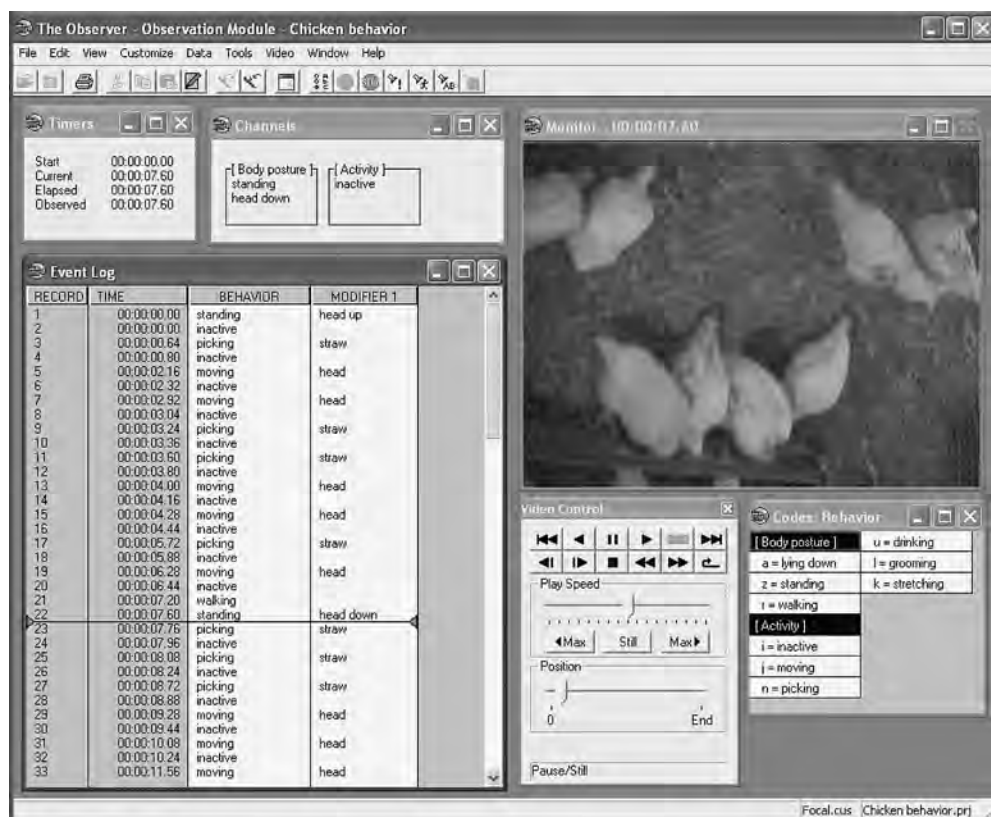 The Observer - Observation Module - Chicken behavior
File Edit View Customize Data Tools Video Window Help
Timers
Start 00:00:00.00
Current 00:00:07.60
Elapsed 00:00:07.60
Observed 00:00:07.60
Channels
[ Body posture ] [ Activity ]
standing inactive
head down
Monitor - 00:00:07.60
Event Log
RECORD TIME BEHAVIOR MODIFIER 1
1 00:00:00.00 standing head up
2 00:00:00.00 inactive
3 00:00:00.64 picking straw
4 00:00:00.80 inactive
5 00:00:02.16 moving head
6 00:00:02.32 inactive
7 00:00:02.92 moving head
8 00:00:03.04 inactive
9 00:00:03.24 picking straw
10 00:00:03.36 inactive
11 00:00:03.60 picking straw
12 00:00:03.80 inactive
13 00:00:04.00 moving head
14 00:00:04.16 inactive
15 00:00:04.28 moving head
16 00:00:04.44 inactive
17 00:00:05.72 picking straw
18 00:00:05.88 inactive
19 00:00:06.28 moving head
20 00:00:06.44 inactive
21 00:00:07.20 walking
22 00:00:07.60 standing head down
23 00:00:07.76 picking straw
24 00:00:07.96 inactive
25 00:00:08.08 picking straw
26 00:00:08.24 inactive
27 00:00:08.72 picking straw
28 00:00:08.88 inactive
29 00:00:09.28 moving head
30 00:00:09.44 inactive
31 00:00:10.08 moving head
32 00:00:10.24 inactive
33 00:00:11.56 moving head
Video Control
Play Speed
Max Still Max
Position
0 End
Pause/Still
Codes: Behavior
[ Body posture ] u = drinking
a = lying down l = grooming
z = standing k = stretching
r = walking
[ Activity ]
i = inactive
j = moving
n = picking
Focal.cus Chicken behavior.prj